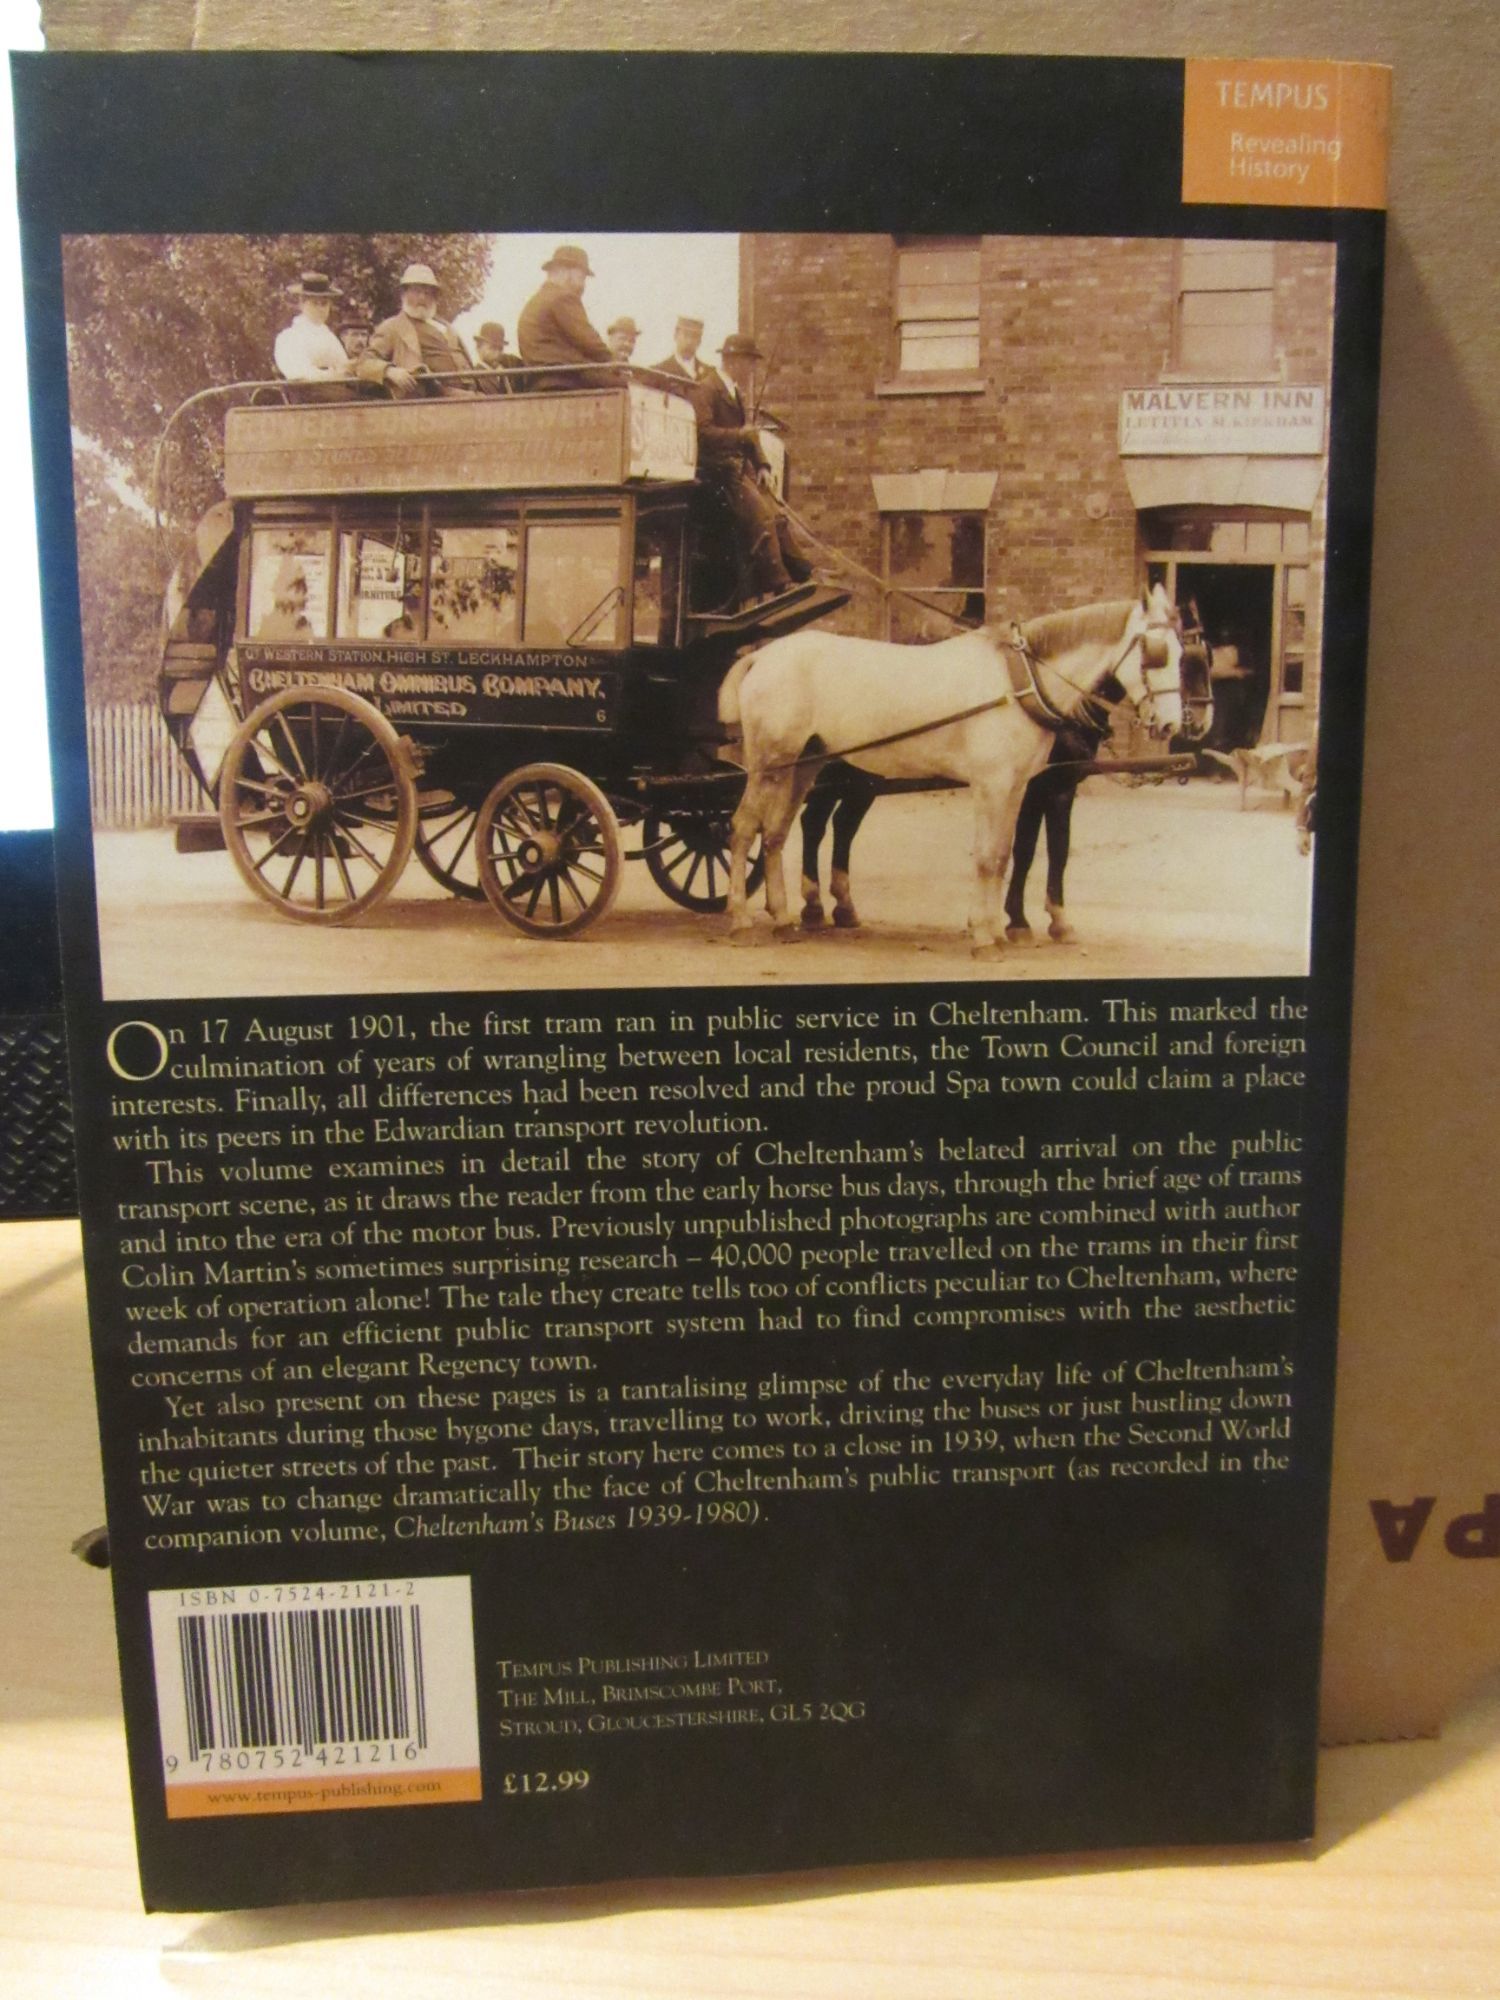 TEMPUS
Revealing
History
MALVERN INN
LETITIA M. KIRKHAM
GT WESTERN STATION, HIGH ST. LECKHAMPTON
CHELTENHAM OMNIBUS COMPANY,
LIMITED
6
On 17 August 1901, the first tram ran in public service in Cheltenham. This marked the
culmination of years of wrangling between local residents, the Town Council and foreign
interests. Finally, all differences had been resolved and the proud Spa town could claim a place
with its peers in the Edwardian transport revolution.
This volume examines in detail the story of Cheltenham's belated arrival on the public
transport scene, as it draws the reader from the early horse bus days, through the brief age of trams
and into the era of the motor bus. Previously unpublished photographs are combined with author
Colin Martin's sometimes surprising research – 40,000 people travelled on the trams in their first
week of operation alone! The tale they create tells too of conflicts peculiar to Cheltenham, where
demands for an efficient public transport system had to find compromises with the aesthetic
concerns of an elegant Regency town.
Yet also present on these pages is a tantalising glimpse of the everyday life of Cheltenham's
inhabitants during those bygone days, travelling to work, driving the buses or just bustling down
the quieter streets of the past. Their story here comes to a close in 1939, when the Second World
War was to change dramatically the face of Cheltenham's public transport (as recorded in the
companion volume, Cheltenham's Buses 1939-1980).
ISBN 0-7524-2121-2
9 780752 421216
www.tempus-publishing.com
TEMPUS PUBLISHING LIMITED
THE MILL, BRIMSCOMBE PORT,
STROUD, GLOUCESTERSHIRE, GL5 2QG
£12.99
PA